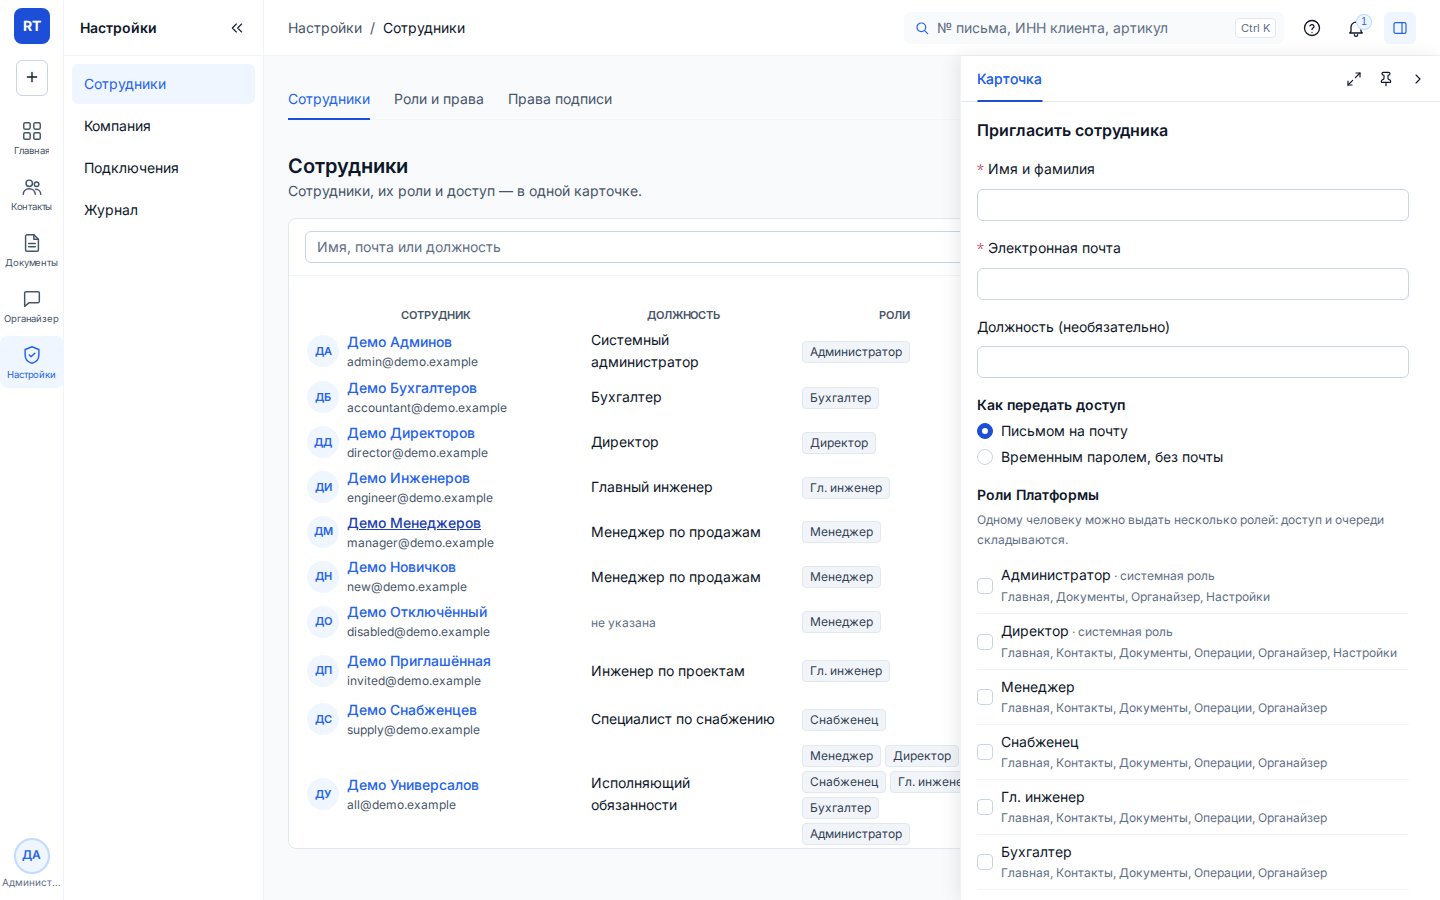 RT
Главная
Контакты
Документы
Органайзер
Настройки
ДА
Админист...
Настройки
Сотрудники
Компания
Подключения
Журнал
Настройки / Сотрудники
№ письма, ИНН клиента, артикул
Ctrl K
1
Сотрудники
Роли и права
Права подписи
Сотрудники
Сотрудники, их роли и доступ — в одной карточке.
Имя, почта или должность
СОТРУДНИК ДОЛЖНОСТЬ РОЛИ
ДА Демо Админов
admin@demo.example
Системный
администратор
Администратор
ДБ Демо Бухгалтеров
accountant@demo.example
Бухгалтер
Бухгалтер
ДД Демо Директоров
director@demo.example
Директор
Директор
ДИ Демо Инженеров
engineer@demo.example
Главный инженер
Гл. инженер
ДМ Демо Менеджеров
manager@demo.example
Менеджер по продажам
Менеджер
ДН Демо Новичков
new@demo.example
Менеджер по продажам
Менеджер
ДО Демо Отключённый
disabled@demo.example
не указана
Менеджер
ДП Демо Приглашённая
invited@demo.example
Инженер по проектам
Гл. инженер
ДС Демо Снабженцев
supply@demo.example
Специалист по снабжению
Снабженец
ДУ Демо Универсалов
all@demo.example
Исполняющий
обязанности
Менеджер Директор
Снабженец Гл. инжене
Бухгалтер
Администратор
Карточка
Пригласить сотрудника
* Имя и фамилия
* Электронная почта
Должность (необязательно)
Как передать доступ
Письмом на почту
Временным паролем, без почты
Роли Платформы
Одному человеку можно выдать несколько ролей: доступ и очереди
складываются.
Администратор · системная роль
Главная, Документы, Органайзер, Настройки
Директор · системная роль
Главная, Контакты, Документы, Операции, Органайзер, Настройки
Менеджер
Главная, Контакты, Документы, Операции, Органайзер
Снабженец
Главная, Контакты, Документы, Операции, Органайзер
Гл. инженер
Главная, Контакты, Документы, Операции, Органайзер
Бухгалтер
Главная, Контакты, Документы, Операции, Органайзер